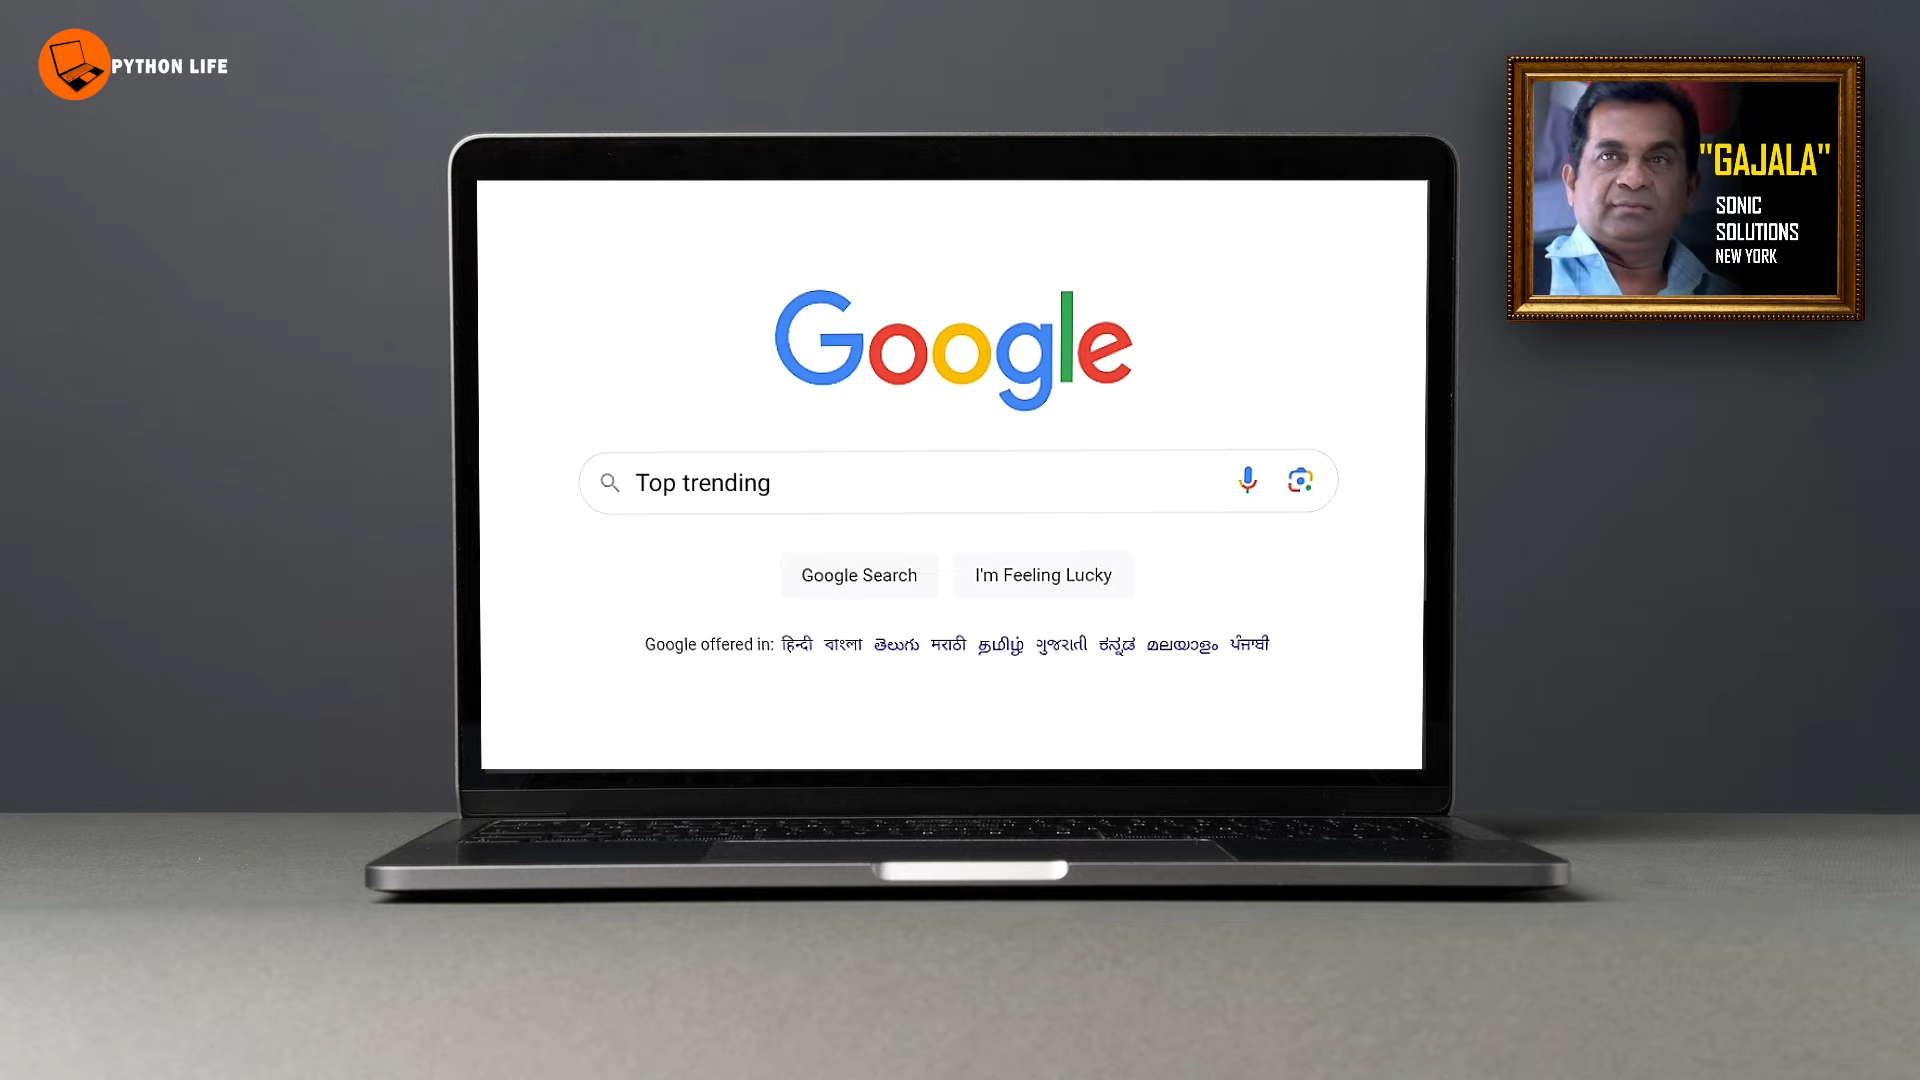 PYTHON LIFE
"GAJALA"
SONIC
SOLUTIONS
NEW YORK
Google
Top trending
Google Search
I'm Feeling Lucky
Google offered in: हिन्दी বাংলা తెలుగు मराठी தமிழ் ગુજરાતી ಕನ್ನಡ മലയാളം ਪੰਜਾਬੀ